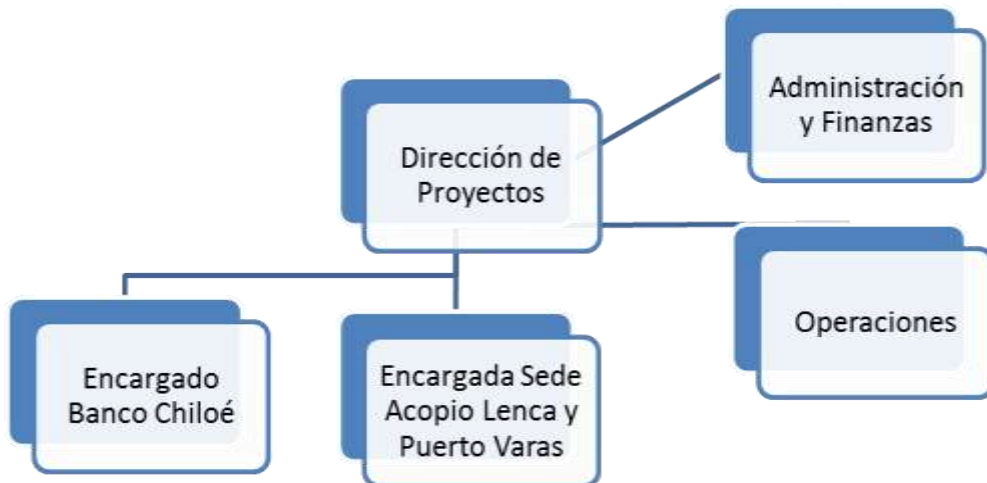 Administración
y Finanzas
Dirección de
Proyectos
Operaciones
Encargado
Banco Chiloé
Encargada Sede
Acopio Lenca y
Puerto Varas